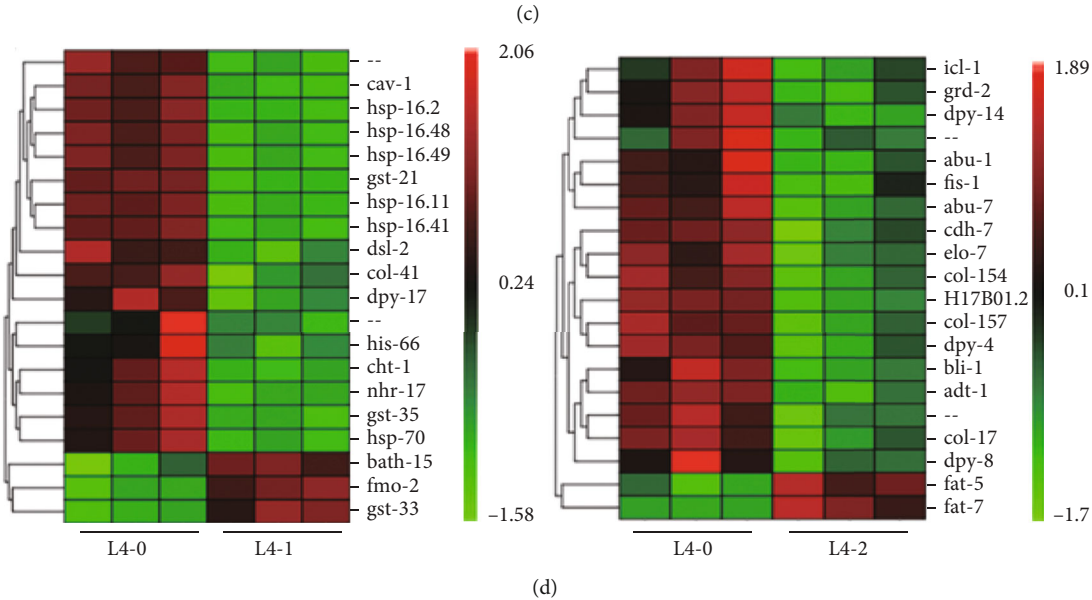 (c)
--
cav-1
hsp-16.2
hsp-16.48
hsp-16.49
gst-21
hsp-16.11
hsp-16.41
dsl-2
col-41
dpy-17
--
his-66
cht-1
nhr-17
gst-35
hsp-70
bath-15
fmo-2
gst-33
L4-0
L4-1
2.06
0.24
–1.58
icl-1
grd-2
dpy-14
--
abu-1
fis-1
abu-7
cdh-7
elo-7
col-154
H17B01.2
col-157
dpy-4
bli-1
adt-1
--
col-17
dpy-8
fat-5
fat-7
L4-0
L4-2
1.89
0.1
–1.7
(d)